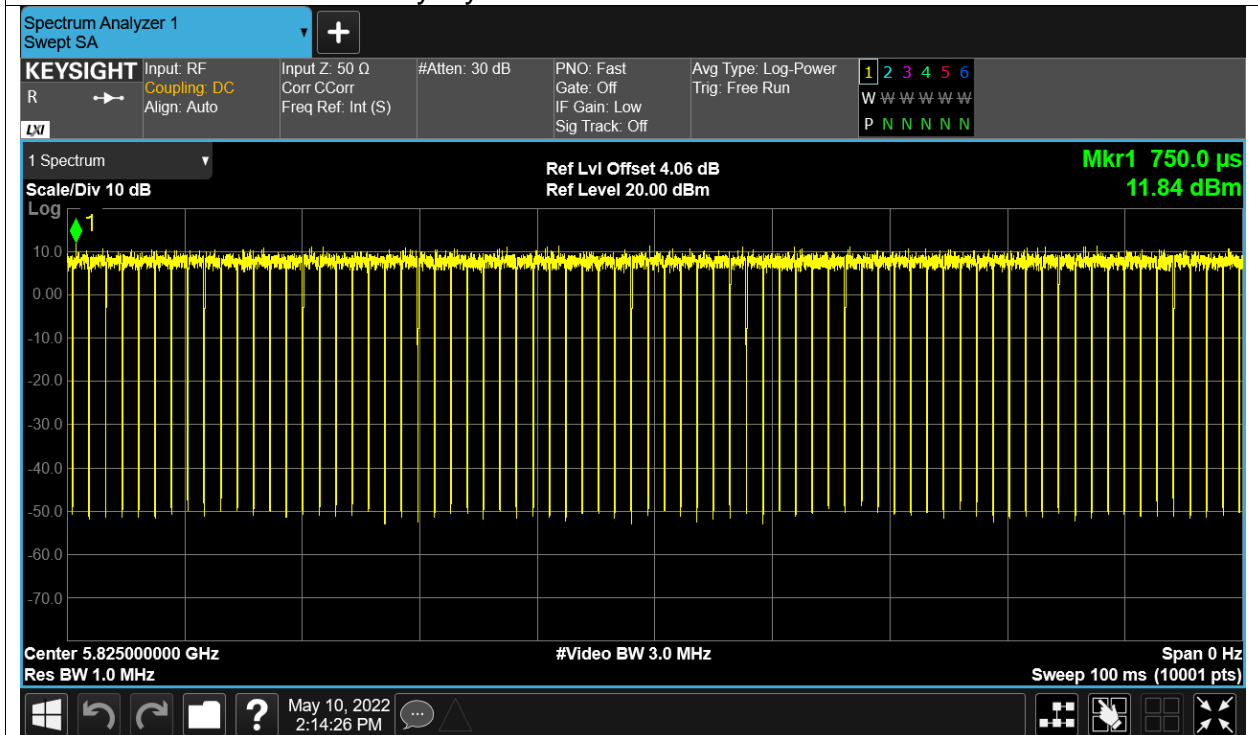 Spectrum Analyzer 1
Swept SA
+
KEYSIGHT
R
LXI
Input: RF
Coupling: DC
Align: Auto
Input Z: 50 Ω
Corr CCorr
Freq Ref: Int (S)
#Atten: 30 dB
PNO: Fast
Gate: Off
IF Gain: Low
Sig Track: Off
Avg Type: Log-Power
Trig: Free Run
1 2 3 4 5 6
W W W W W W
P N N N N N
1 Spectrum
Scale/Div 10 dB
Ref Lvl Offset 4.06 dB
Ref Level 20.00 dBm
Mkr1 750.0 µs
11.84 dBm
Log
1
10.0
0.00
-10.0
-20.0
-30.0
-40.0
-50.0
-60.0
-70.0
Center 5.825000000 GHz
#Video BW 3.0 MHz
Span 0 Hz
Res BW 1.0 MHz
Sweep 100 ms (10001 pts)
?
May 10, 2022
2:14:26 PM